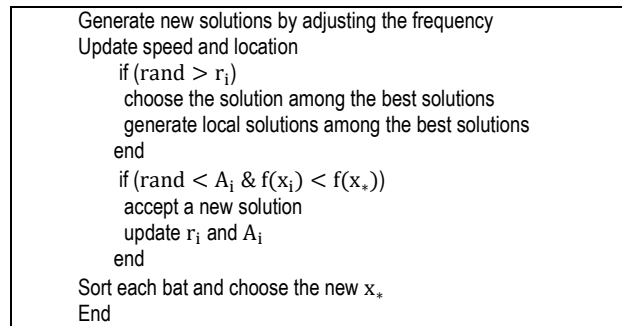 Generate new solutions by adjusting the frequency
Update speed and location
if (rand > rᵢ)
choose the solution among the best solutions
generate local solutions among the best solutions
end
if (rand < Aᵢ & f(xᵢ) < f(x∗))
accept a new solution
update rᵢ and Aᵢ
end
Sort each bat and choose the new x∗
End